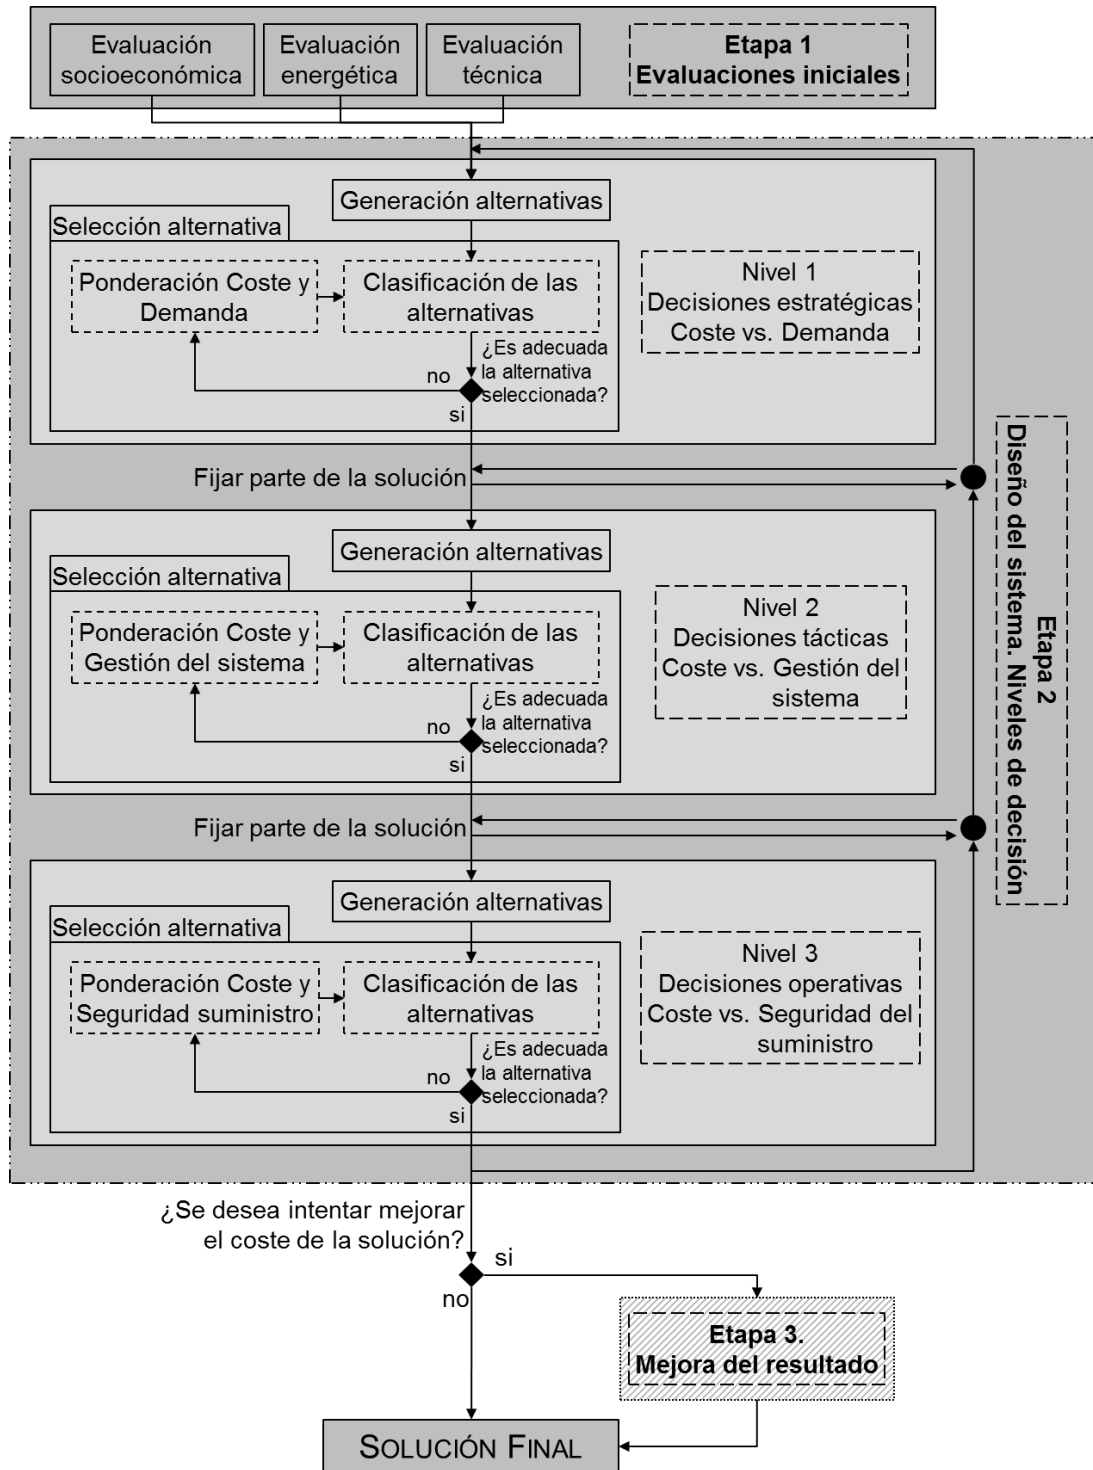 Evaluación
socioeconómica
Evaluación
energética
Evaluación
técnica
Etapa 1
Evaluaciones iniciales
Generación alternativas
Selección alternativa
Ponderación Coste y
Demanda
Clasificación de las
alternativas
Nivel 1
Decisiones estratégicas
Coste vs. Demanda
¿Es adecuada
la alternativa
seleccionada?
no
si
Fijar parte de la solución
Generación alternativas
Selección alternativa
Ponderación Coste y
Gestión del sistema
Clasificación de las
alternativas
Nivel 2
Decisiones tácticas
Coste vs. Gestión del
sistema
¿Es adecuada
la alternativa
seleccionada?
no
si
Etapa 2
Diseño del sistema. Niveles de decisión
Fijar parte de la solución
Generación alternativas
Selección alternativa
Ponderación Coste y
Seguridad suministro
Clasificación de las
alternativas
Nivel 3
Decisiones operativas
Coste vs. Seguridad del
suministro
¿Es adecuada
la alternativa
seleccionada?
no
si
¿Se desea intentar mejorar
el coste de la solución?
si
no
Etapa 3.
Mejora del resultado
SOLUCIÓN FINAL